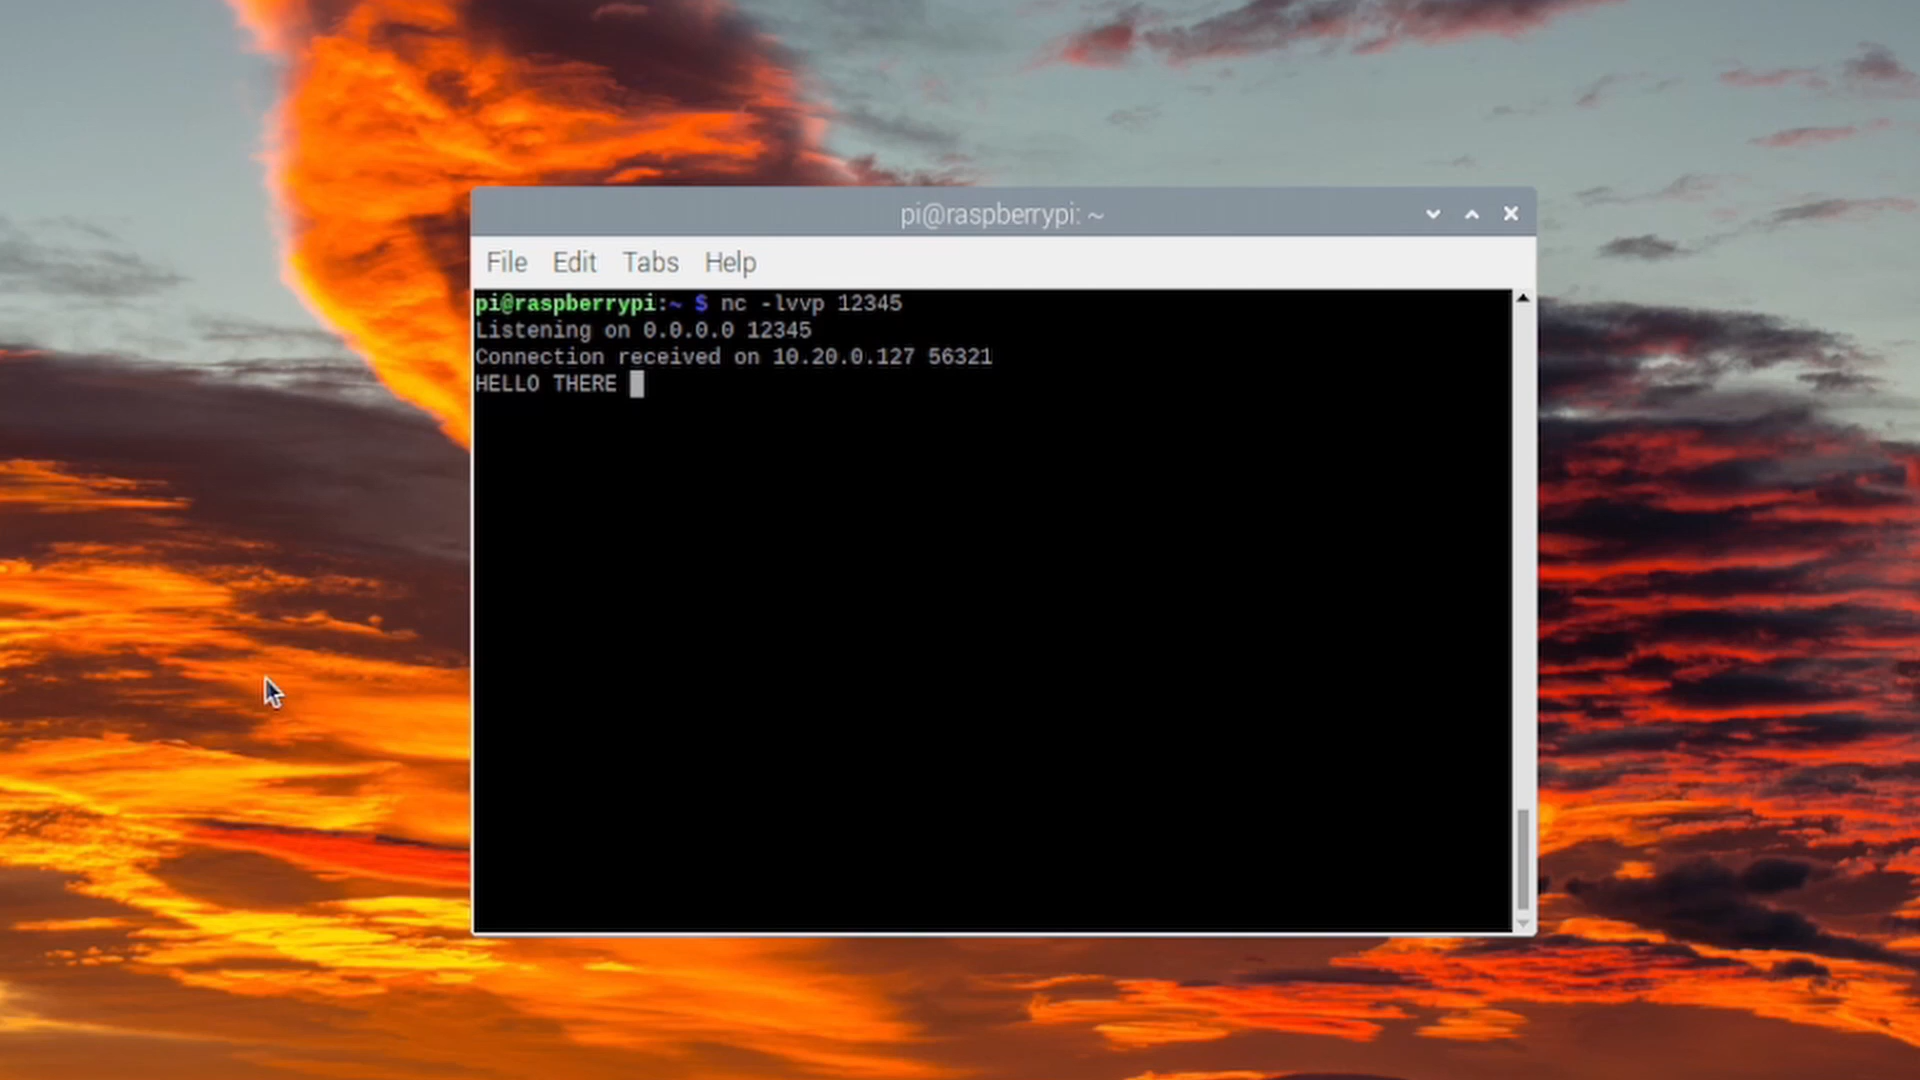 pi@raspberrypi: ~
File Edit Tabs Help
pi@raspberrypi:~ $ nc -lvvp 12345
Listening on 0.0.0.0 12345
Connection received on 10.20.0.127 56321
HELLO THERE